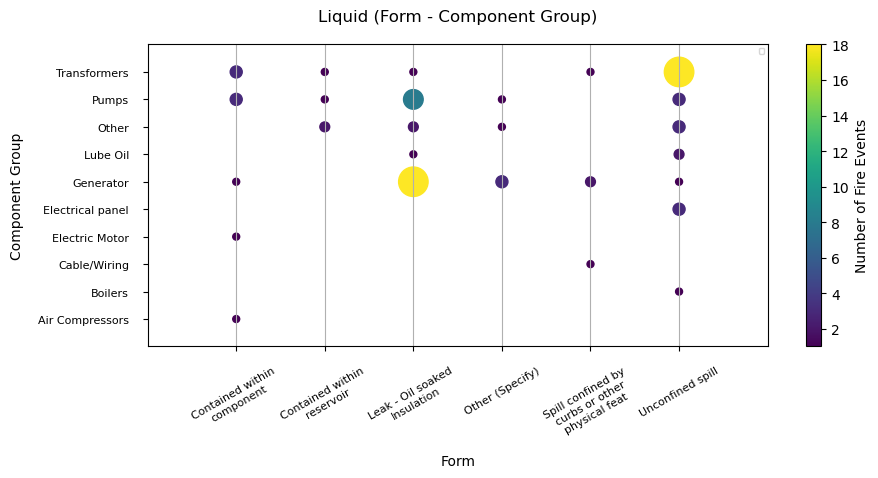 Liquid (Form - Component Group)
Component Group
Transformers
Pumps
Other
Lube Oil
Generator
Electrical panel
Electric Motor
Cable/Wiring
Boilers
Air Compressors
Contained within
component
Contained within
reservoir
Leak - Oil soaked
Insulation
Other (Specify)
Spill confined by
curbs or other
physical feat
Unconfined spill
Form
18
16
14
12
10
8
6
4
2
Number of Fire Events